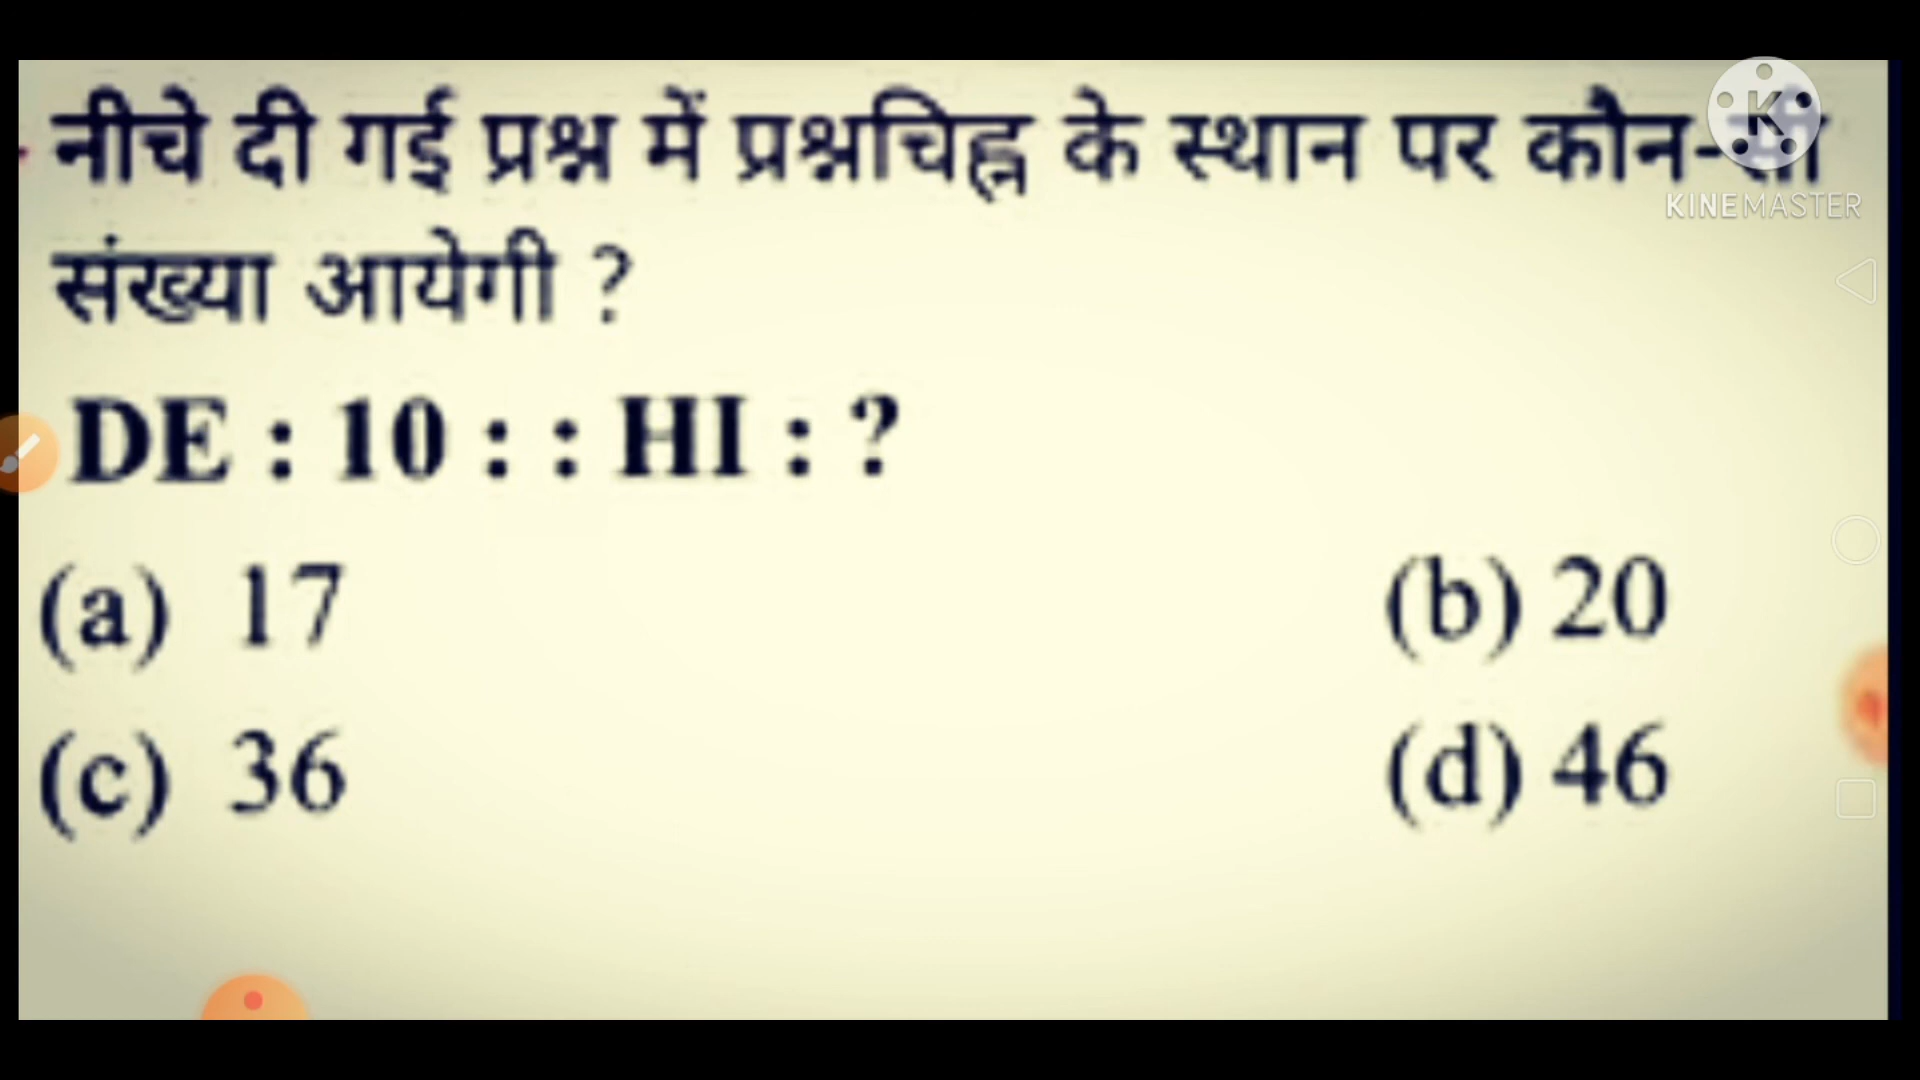 नीचे दी गई प्रश्न में प्रश्नचिह्न के स्थान पर कौन-सी
KINEMASTER
संख्या आयेगी ?
DE : 10 : : HI : ?
(a) 17 (b) 20
(c) 36 (d) 46